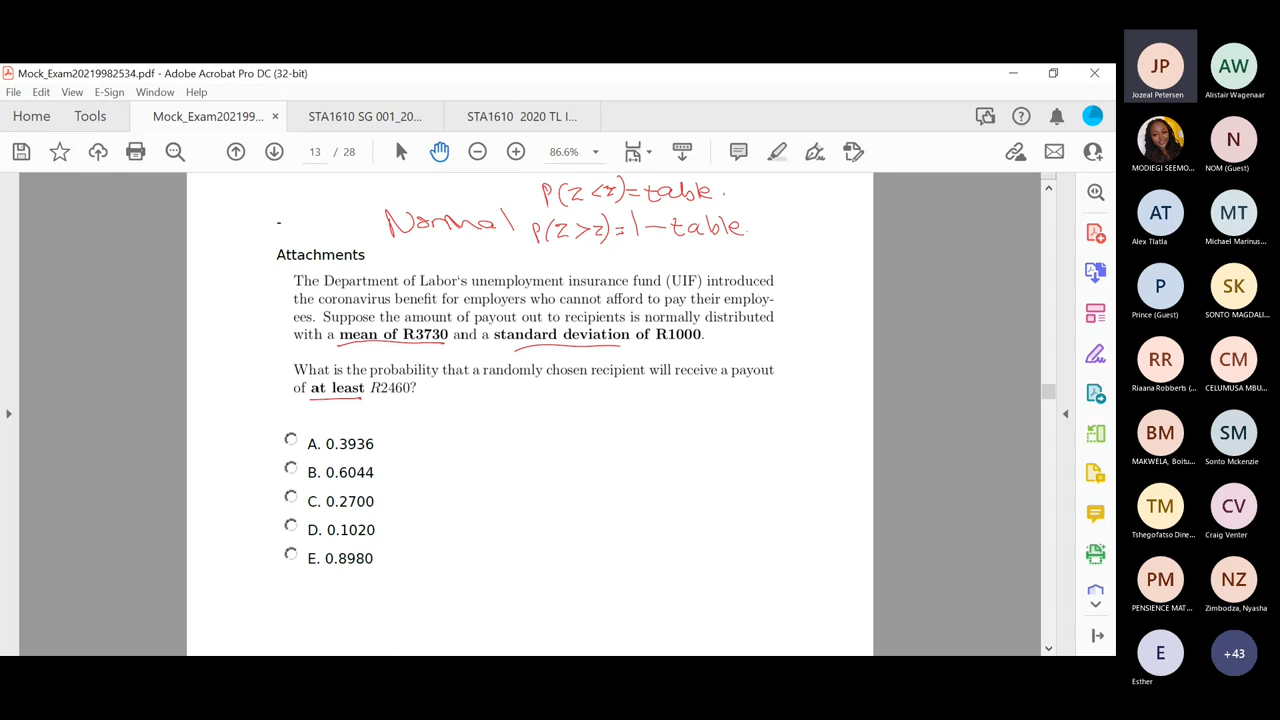 Mock_Exam20219982534.pdf - Adobe Acrobat Pro DC (32-bit)
File Edit View E-Sign Window Help
Home Tools Mock_Exam202199... × STA1610 SG 001_20... STA1610 2020 TL I...
13 / 28 86.6%
P(Z<z)=table.
Normal P(Z>z)=1-table.
-
Attachments
The Department of Labor‘s unemployment insurance fund (UIF) introduced
the coronavirus benefit for employers who cannot afford to pay their employ-
ees. Suppose the amount of payout out to recipients is normally distributed
with a mean of R3730 and a standard deviation of R1000.
What is the probability that a randomly chosen recipient will receive a payout
of at least R2460?
A. 0.3936
B. 0.6044
C. 0.2700
D. 0.1020
E. 0.8980
JP AW
Jozeal Petersen Alistair Wagenaar
N
MODIEGI SEEMO... NOM (Guest)
AT MT
Alex Tlatla Michael Marinus...
P SK
Prince (Guest) SONTO MAGDALI...
RR CM
Riaana Robberts (... CELUMUSA MBU...
BM SM
MAKWELA, Boitu... Sonto Mckenzie
TM CV
Tshegofatso Dine... Craig Venter
PM NZ
PENSIENCE MAT... Zimbodza, Nyasha
E +43
Esther